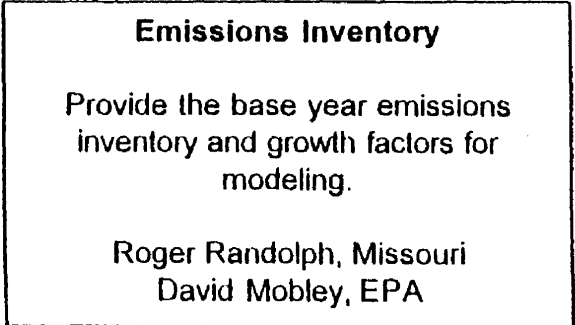 Emissions Inventory
Provide the base year emissions
inventory and growth factors for
modeling.
Roger Randolph, Missouri
David Mobley, EPA